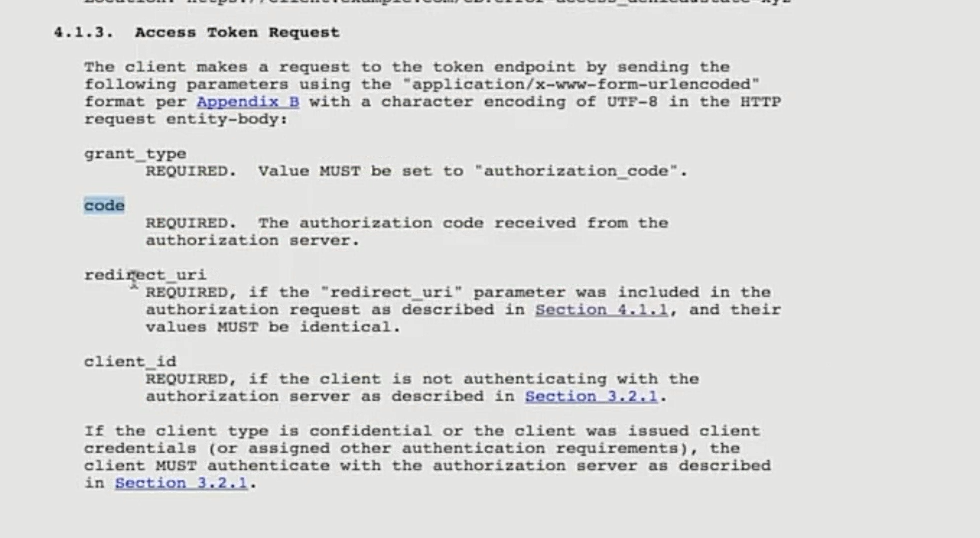 4.1.3. Access Token Request
The client makes a request to the token endpoint by sending the
following parameters using the "application/x-www-form-urlencoded"
format per Appendix B with a character encoding of UTF-8 in the HTTP
request entity-body:
grant_type
REQUIRED. Value MUST be set to "authorization_code".
code
REQUIRED. The authorization code received from the
authorization server.
redirect_uri
REQUIRED, if the "redirect_uri" parameter was included in the
authorization request as described in Section 4.1.1, and their
values MUST be identical.
client_id
REQUIRED, if the client is not authenticating with the
authorization server as described in Section 3.2.1.
If the client type is confidential or the client was issued client
credentials (or assigned other authentication requirements), the
client MUST authenticate with the authorization server as described
in Section 3.2.1.